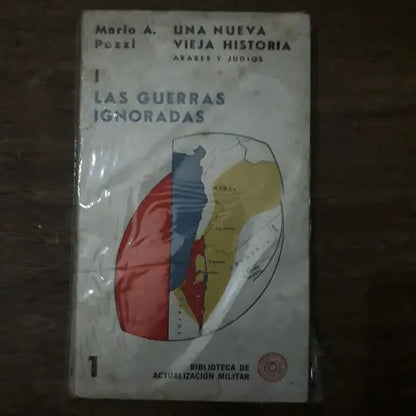 Mario A. Pozzi
UNA NUEVA
VIEJA HISTORIA
ARABES Y JUDIOS
I
LAS GUERRAS
IGNORADAS
1
BIBLIOTECA DE
ACTUALIZACION MILITAR